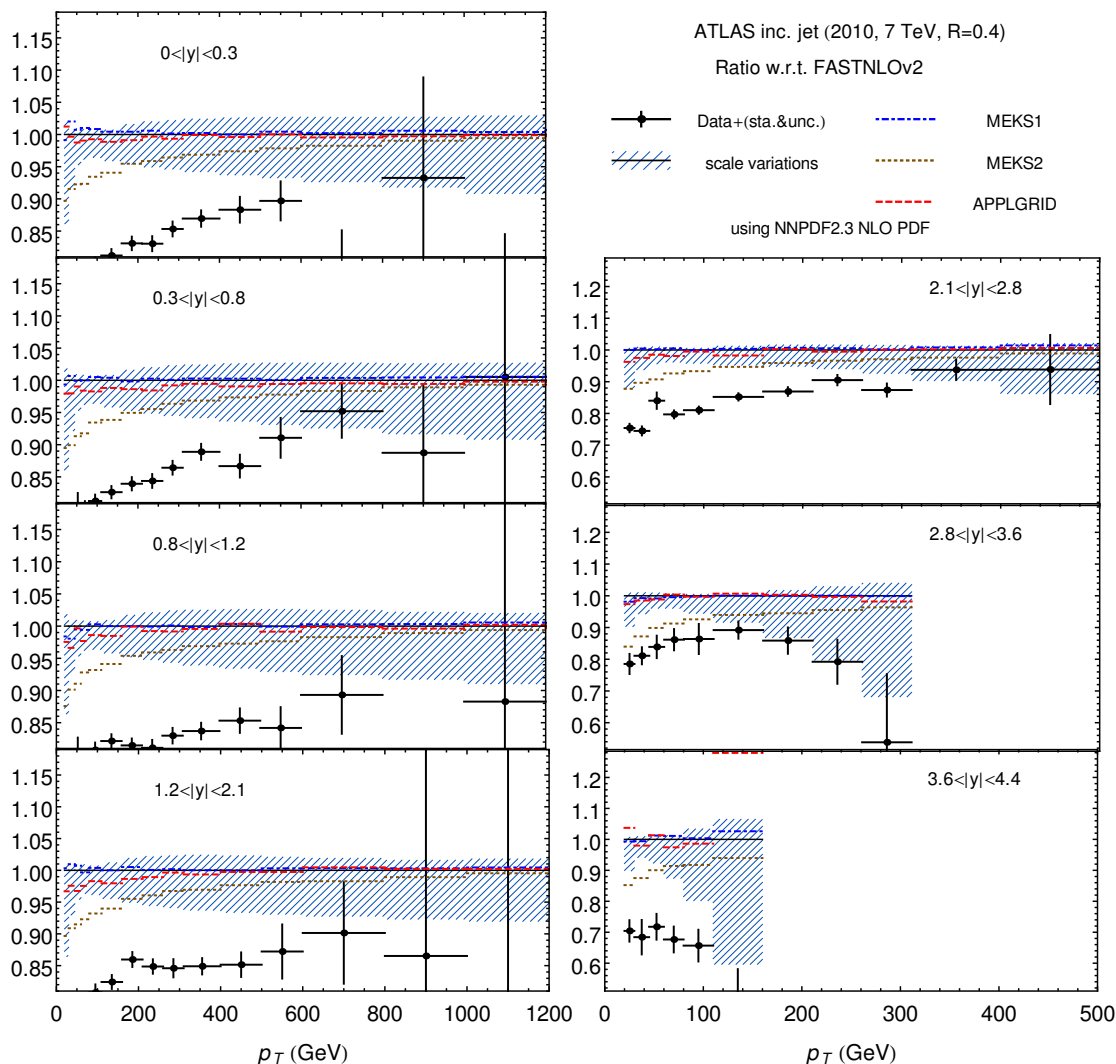 ATLAS inc. jet (2010, 7 TeV, R=0.4)
Ratio w.r.t. FASTNLOv2
Data+(sta.&unc.)
MEKS1
scale variations
MEKS2
APPLGRID
using NNPDF2.3 NLO PDF
0<|y|<0.3
1.15
1.10
1.05
1.00
0.95
0.90
0.85
0.3<|y|<0.8
1.15
1.10
1.05
1.00
0.95
0.90
0.85
0.8<|y|<1.2
1.15
1.10
1.05
1.00
0.95
0.90
0.85
1.2<|y|<2.1
1.15
1.10
1.05
1.00
0.95
0.90
0.85
0 200 400 600 800 1000 1200
p_T (GeV)
0 100 200 300 400 500
2.1<|y|<2.8
1.2
1.1
1.0
0.9
0.8
0.7
0.6
2.8<|y|<3.6
1.2
1.1
1.0
0.9
0.8
0.7
0.6
3.6<|y|<4.4
1.2
1.1
1.0
0.9
0.8
0.7
0.6
0 100 200 300 400 500
p_T (GeV)